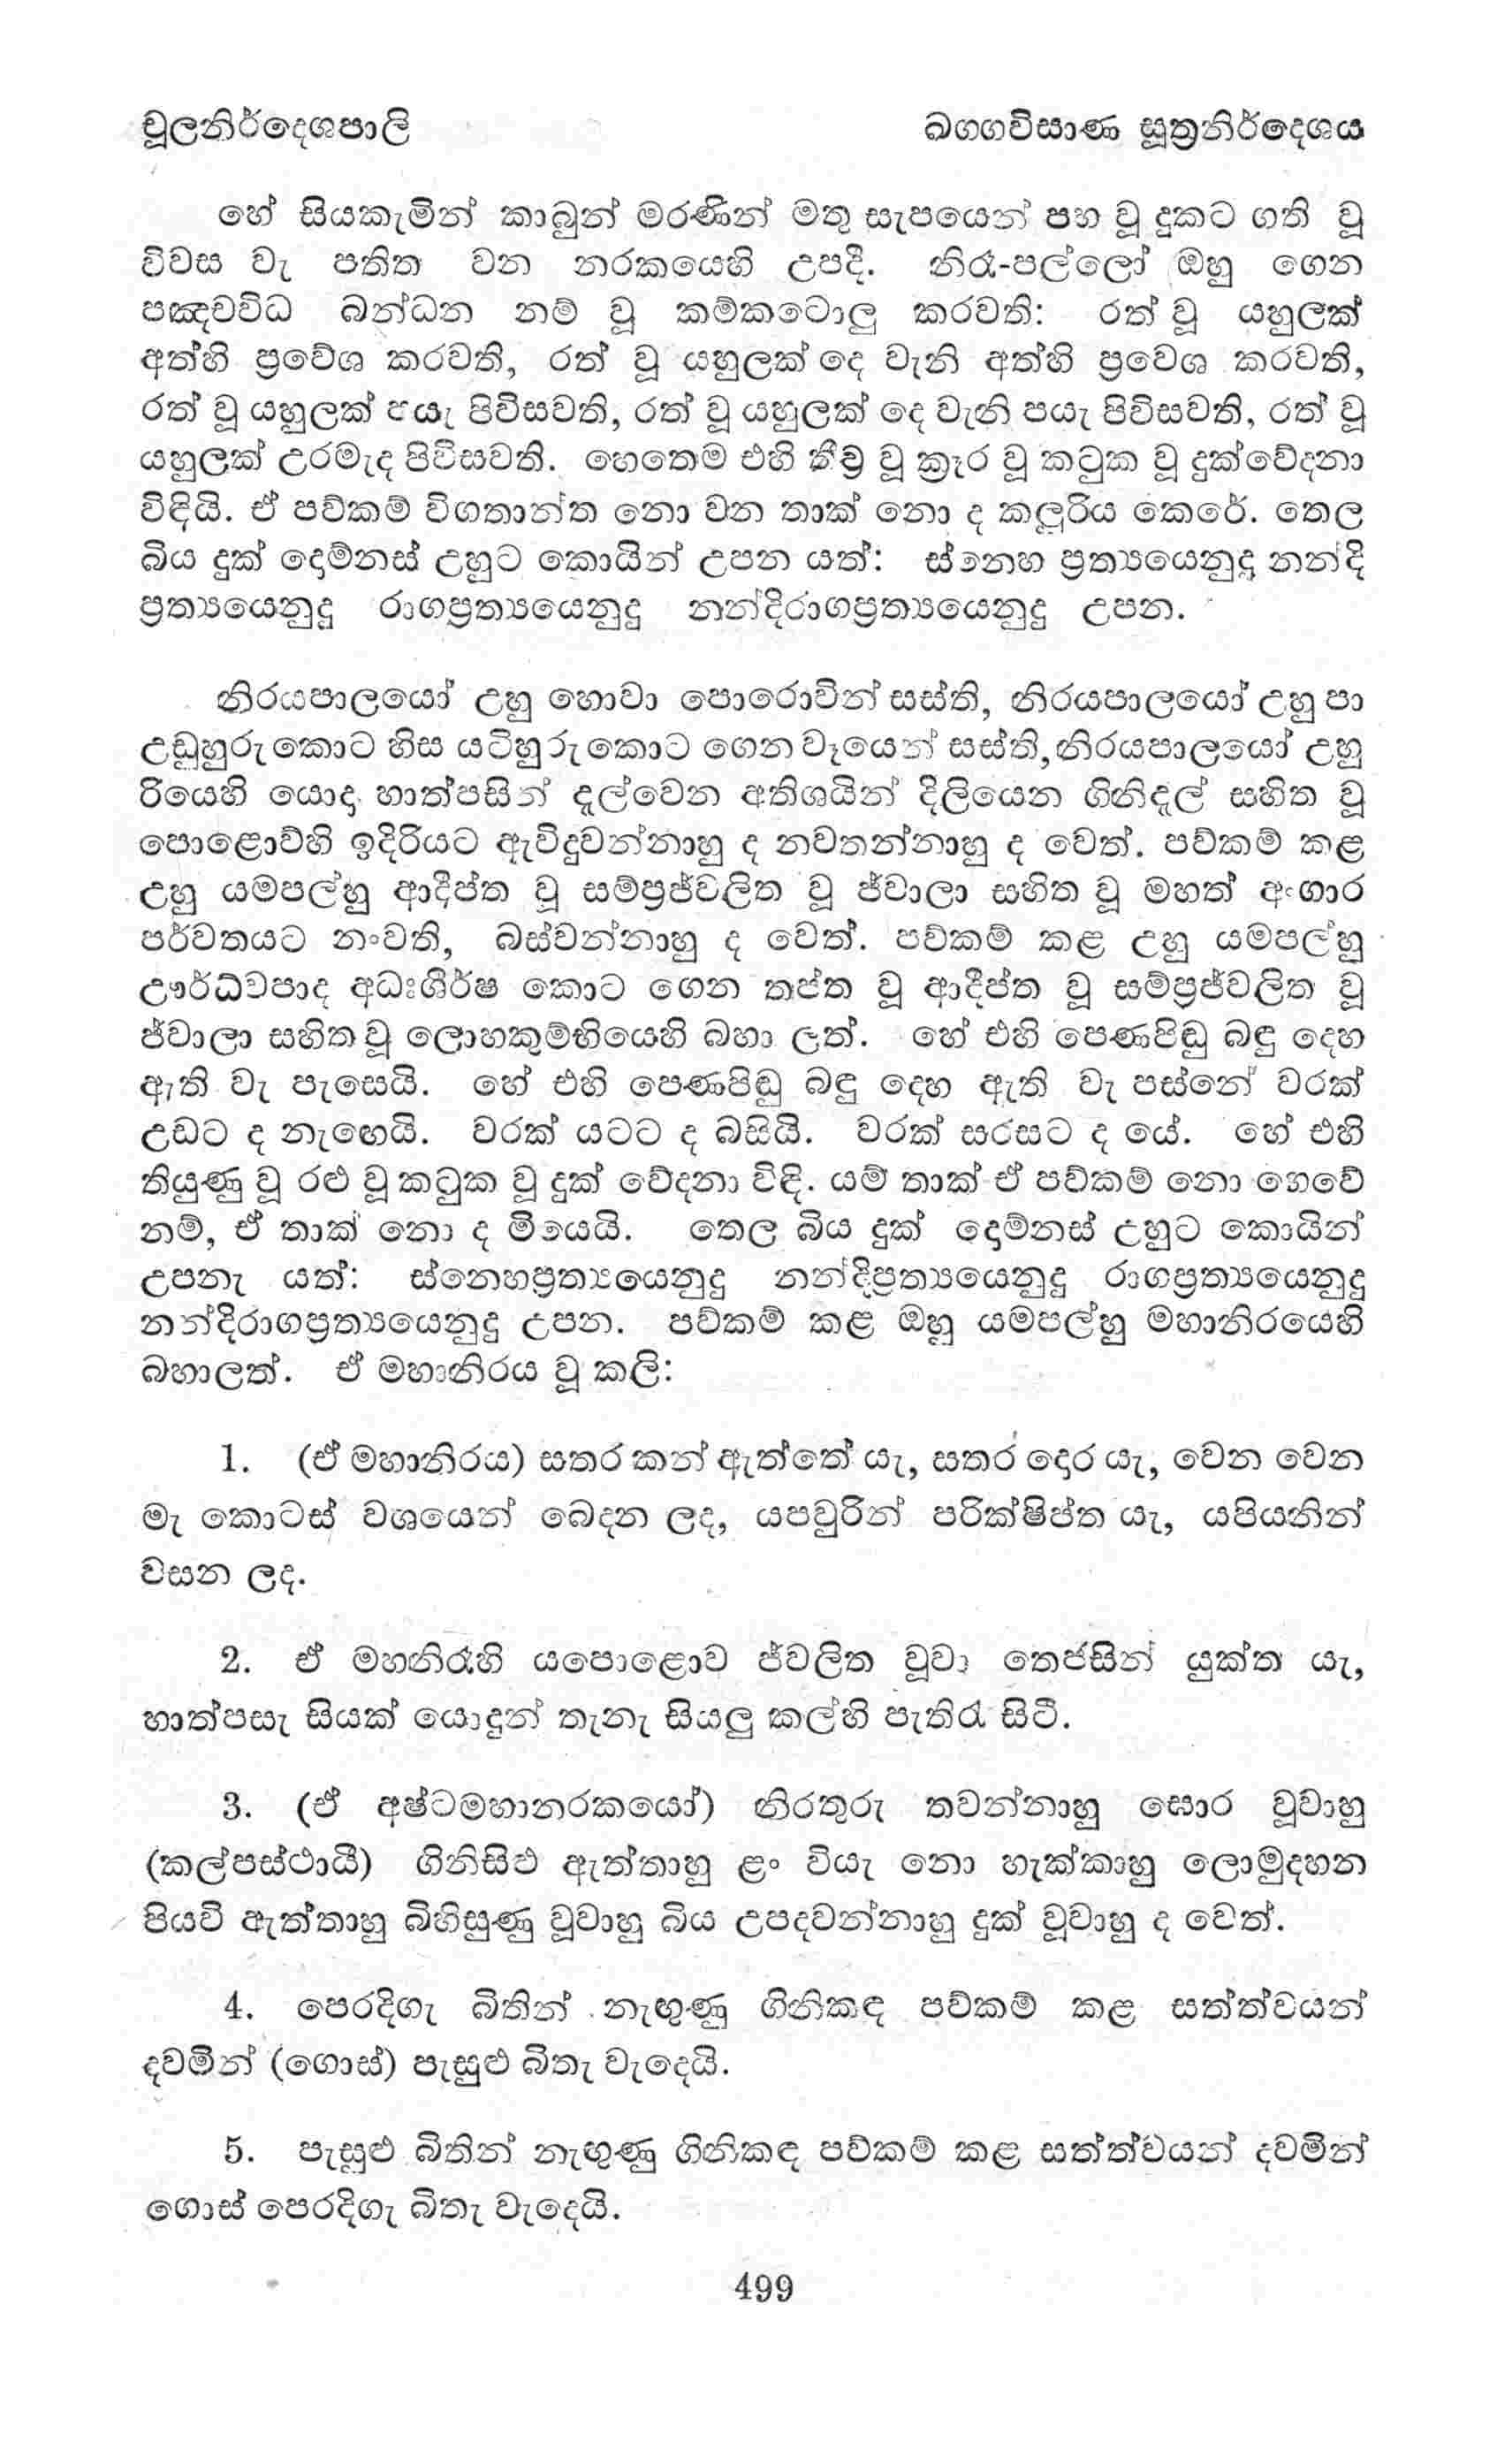 චූලනිර්දෙශපාලි
ඛග්ගවිසාණ සූත්‍රනිර්දෙශය
හේ සියකැමින් කාබුන් මරණින් මතු සැපයෙන් පහ වූ දූකට ගති වූ
විවස වැ පතිත වන නරකයෙහි උපදී. නිරෑ-පල්ලෝ ඔහු ගෙන
පඤ්චවිධ බන්ධන නම් වූ කම්කටොලු කරවති: රත් වූ යහුලක්
අත්හි ප්‍රවේශ කරවති, රත් වූ යහුලක් දෙ වැනි අත්හි ප්‍රවෙශ කරවති,
රත් වූ යහුලක් පයැ පිවිසවති, රත් වූ යහුලක් දෙ වැනි පයැ පිවිසවති, රත් වූ
යහුලක් උරමැද පිවිසවති. හෙතෙම එහි තීව්‍ර වූ ක්‍රෑර වූ කටුක වූ දුක්වේදනා
විඳියි. ඒ පව්කම් විගතාන්ත නො වන තාක් නො ද කලුරිය කෙරේ. තෙල
බිය දුක් දොම්නස් උහුට කොයින් උපන යත්: ස්නෙහ ප්‍රත්‍යයෙනුදු නන්දි
ප්‍රත්‍යයෙනුදු රාගප්‍රත්‍යයෙනුදු නන්දිරාගප්‍රත්‍යයෙනුදු උපන.
නිරයපාලයෝ උහු හොවා පොරොවින් සස්ති, නිරයපාලයෝ උහු පා
උඩුහුරු කොට හිස යටිහුරු කොට ගෙන වෑයෙන් සස්ති, නිරයපාලයෝ උහු
රියෙහි යොදා හාත්පසින් දැල්වෙන අතිශයින් දිලියෙන ගිනිදැල් සහිත වූ
පොළොව්හි ඉදිරියට ඇවිදුවන්නාහු ද නවතන්නාහු ද වෙත්. පව්කම් කළ
උහු යමපල්හු ආදීප්ත වූ සම්ප්‍රජ්වලිත වූ ජ්වාලා සහිත වූ මහත් අංගාර
පර්වතයට නංවති, බස්වන්නාහු ද වෙත්. පව්කම් කළ උහු යමපල්හු
ඌර්ධ්වපාද අධඃශීර්ෂ කොට ගෙන තප්ත වූ ආදීප්ත වූ සම්ප්‍රජ්වලිත වූ
ජ්වාලා සහිත වූ ලොහකුම්භියෙහි බහා ලත්. හේ එහි පෙණපිඬු බඳු දෙහ
ඇති වැ පැසෙයි. හේ එහි පෙණපිඬු බඳු දෙහ ඇති වැ පස්නේ වරක්
උඩට ද නැඟෙයි. වරක් යටට ද බසියි. වරක් සරසට ද යේ. හේ එහි
තියුණු වූ රළු වූ කටුක වූ දුක් වේදනා විඳි. යම් තාක් ඒ පව්කම් නො ගෙවේ
නම්, ඒ තාක් නො ද මියෙයි. තෙල බිය දුක් දොම්නස් උහුට කොයින්
උපනැ යත්: ස්නෙහප්‍රත්‍යයෙනුදු නන්දිප්‍රත්‍යයෙනුදු රාගප්‍රත්‍යයෙනුදු
නන්දිරාගප්‍රත්‍යයෙනුදු උපන. පව්කම් කළ ඔහු යමපල්හු මහානිරයෙහි
බහාලත්. ඒ මහානිරය වූ කලි:
1. (ඒ මහානිරය) සතර කන් ඇත්තේ යැ, සතර දොර යැ, වෙන වෙන
මැ කොටස් වශයෙන් බෙදන ලද, යපවුරින් පරික්ෂිප්ත යැ, යපියනින්
වසන ලද.
2. ඒ මහනිරෑහි යපොළොව ජ්වලිත වූවා තෙජසින් යුක්ත යැ,
හාත්පසැ සියක් යොදුන් තැනැ සියලු කල්හි පැතිරැ සිටී.
3. (ඒ අෂ්ටමහානරකයෝ) නිරතුරු තවන්නාහු ඝොර වූවාහු
(කල්පස්ථායී) ගිනිසිළු ඇත්තාහු ළං වියැ නො හැක්කාහු ලොමුදහන
පියවි ඇත්තාහු බිහිසුණු වූවාහු බිය උපදවන්නාහු දුක් වූවාහු ද වෙත්.
4. පෙරදිගැ බිතින් නැඟුණු ගිනිකඳ පව්කම් කළ සත්ත්වයන්
දවමින් (ගොස්) පැසුළු බිතැ වැදෙයි.
5. පැසුළු බිතින් නැඟුණු ගිනිකඳ පව්කම් කළ සත්ත්වයන් දවමින්
ගොස් පෙරදිගැ බිතැ වැදෙයි.
499